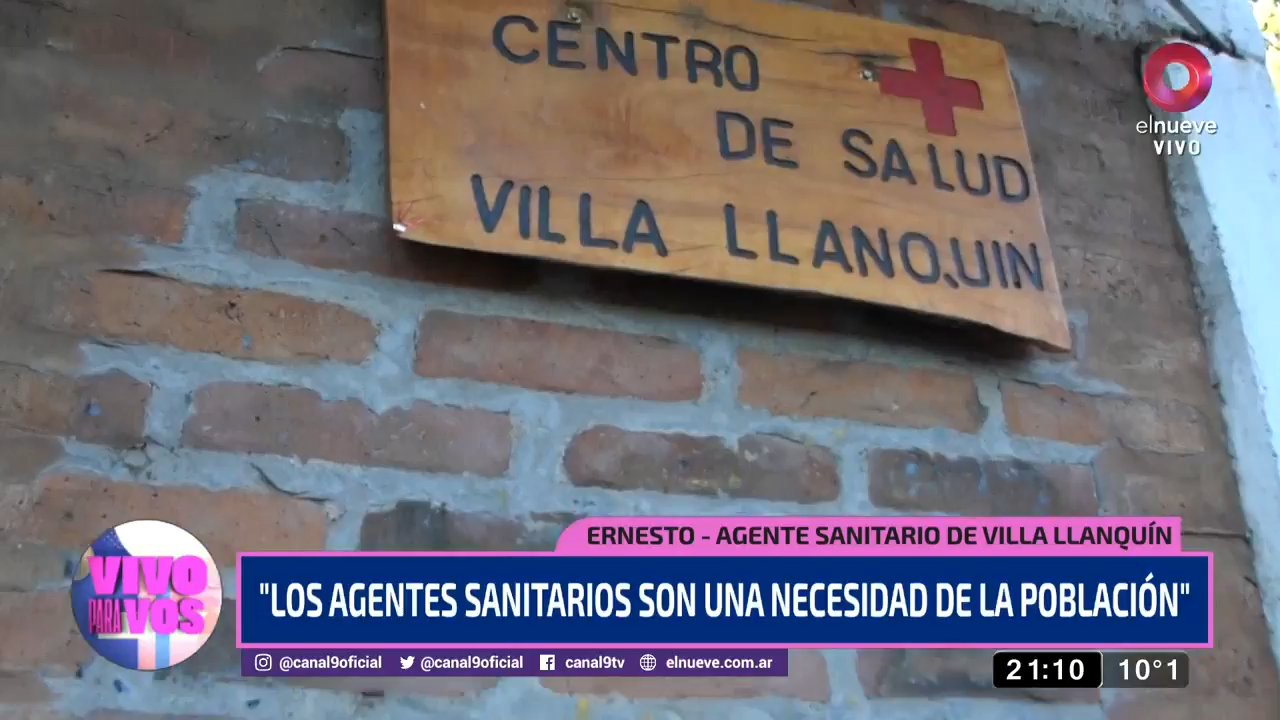 CENTRO
DE SALUD
VILLA LLANQUIN
elnueve
VIVO
ERNESTO - AGENTE SANITARIO DE VILLA LLANQUÍN
VIVO
PARA VOS
"LOS AGENTES SANITARIOS SON UNA NECESIDAD DE LA POBLACIÓN"
@canal9oficial @canal9oficial canal9tv elnueve.com.ar
21:10 10°1